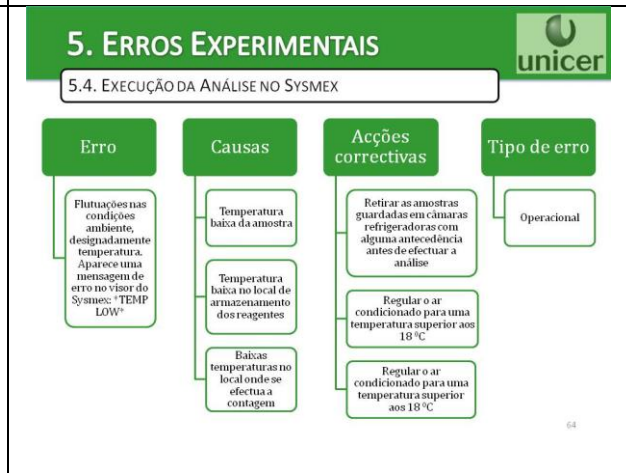 5. ERROS EXPERIMENTAIS
unicer
5.4. EXECUÇÃO DA ANÁLISE NO SYSMEX
Erro
Flutuações nas
condições
ambiente,
designadamente
temperatura.
Aparece uma
mensagem de
erro no visor do
Sysmex: "TEMP
LOW"
Causas
Temperatura
baixa da amostra
Temperatura
baixa no local de
armazenamento
dos reagentes
Baixas
temperaturas no
local onde se
efectua a
contagem
Acções
correctivas
Retirar as amostras
guardadas em câmaras
refrigeradoras com
alguma antecedência
antes de efectuar a
análise
Regular o ar
condicionado para uma
temperatura superior aos
18 ºC
Regular o ar
condicionado para uma
temperatura superior
aos 18 ºC
Tipo de erro
Operacional
64